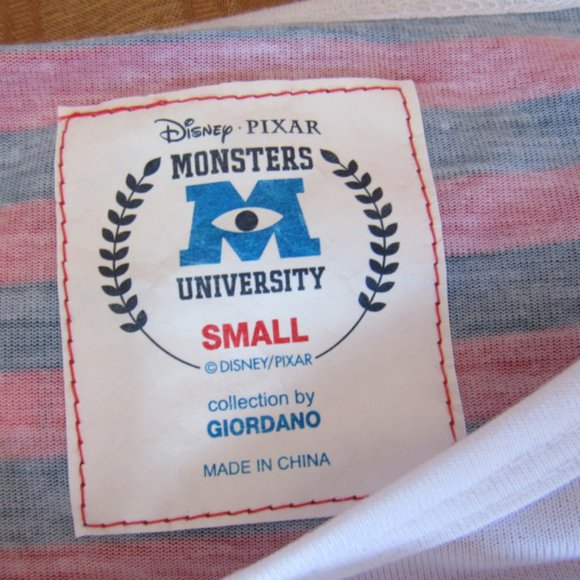 Disney · PIXAR
MONSTERS
M
UNIVERSITY
SMALL
© DISNEY/PIXAR
collection by
GIORDANO
MADE IN CHINA